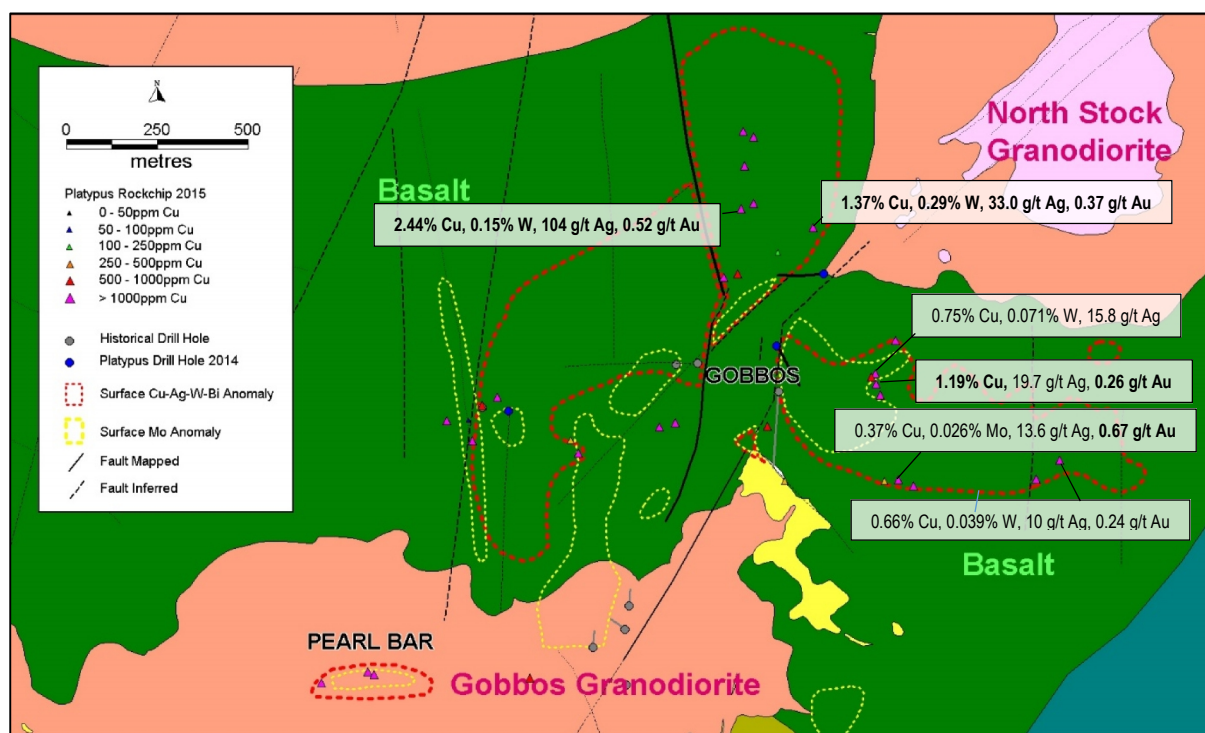 N
0 250 500
metres
Platypus Rockchip 2015
0 - 50ppm Cu
50 - 100ppm Cu
100 - 250ppm Cu
250 - 500ppm Cu
500 - 1000ppm Cu
> 1000ppm Cu
Historical Drill Hole
Platypus Drill Hole 2014
Surface Cu-Ag-W-Bi Anomaly
Surface Mo Anomaly
Fault Mapped
Fault Inferred
North Stock
Granodiorite
Basalt
2.44% Cu, 0.15% W, 104 g/t Ag, 0.52 g/t Au
1.37% Cu, 0.29% W, 33.0 g/t Ag, 0.37 g/t Au
0.75% Cu, 0.071% W, 15.8 g/t Ag
GOBBOS
1.19% Cu, 19.7 g/t Ag, 0.26 g/t Au
0.37% Cu, 0.026% Mo, 13.6 g/t Ag, 0.67 g/t Au
0.66% Cu, 0.039% W, 10 g/t Ag, 0.24 g/t Au
Basalt
PEARL BAR
Gobbos Granodiorite